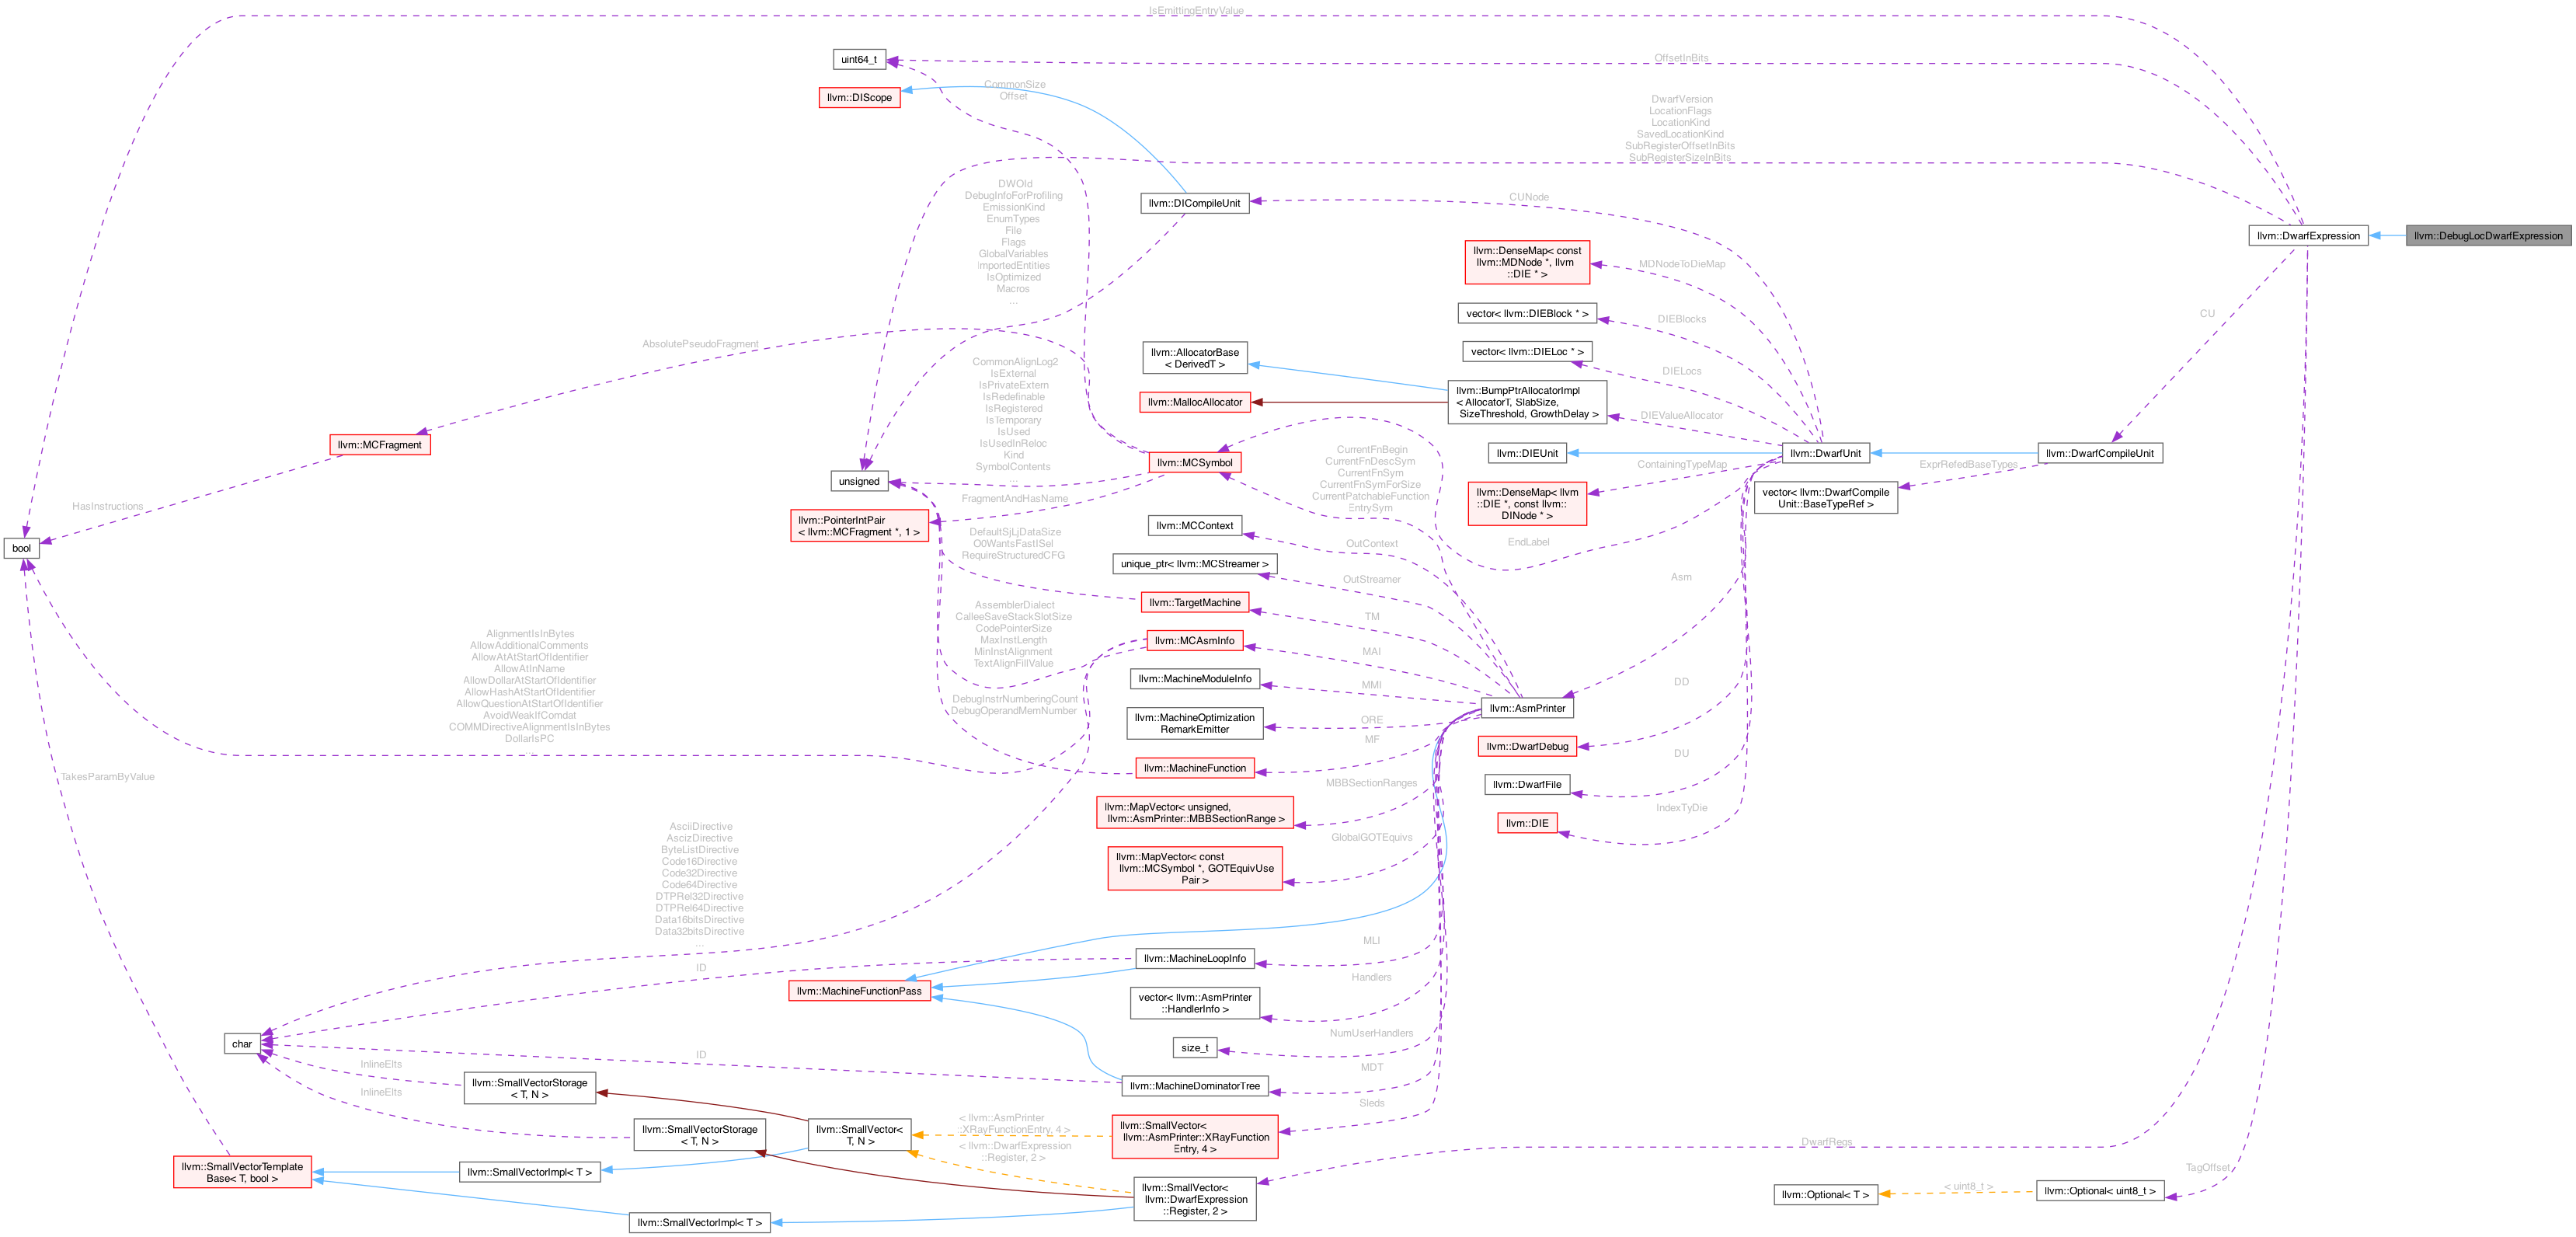 IsEmittingEntryValue
uint64_t
OffsetInBits
llvm::DIScope
CommonSize
Offset
DwarfVersion
LocationFlags
LocationKind
SavedLocationKind
SubRegisterOffsetInBits
SubRegisterSizeInBits
DWOId
DebugInfoForProfiling
EmissionKind
EnumTypes
File
Flags
GlobalVariables
ImportedEntities
IsOptimized
Macros
...
llvm::DICompileUnit
CUNode
llvm::DwarfExpression
llvm::DebugLocDwarfExpression
llvm::DenseMap< const
llvm::MDNode *, llvm
::DIE * >
MDNodeToDieMap
vector< llvm::DIEBlock * >
DIEBlocks
CU
AbsolutePseudoFragment
llvm::AllocatorBase
< DerivedT >
vector< llvm::DIELoc * >
DIELocs
CommonAlignLog2
IsExternal
IsPrivateExtern
IsRedefinable
IsRegistered
IsTemporary
IsUsed
IsUsedInReloc
Kind
SymbolContents
...
llvm::MallocAllocator
llvm::BumpPtrAllocatorImpl
< AllocatorT, SlabSize,
SizeThreshold, GrowthDelay >
DIEValueAllocator
llvm::MCFragment
llvm::MCSymbol
CurrentFnBegin
CurrentFnDescSym
CurrentFnSym
CurrentFnSymForSize
CurrentPatchableFunction
EntrySym
llvm::DIEUnit
llvm::DwarfUnit
llvm::DwarfCompileUnit
ContainingTypeMap
ExprRefedBaseTypes
unsigned
HasInstructions
FragmentAndHasName
llvm::PointerIntPair
< llvm::MCFragment *, 1 >
llvm::DenseMap< llvm
::DIE *, const llvm::
DINode * >
vector< llvm::DwarfCompile
Unit::BaseTypeRef >
llvm::MCContext
OutContext
EndLabel
bool
DefaultSjLjDataSize
O0WantsFastISel
RequireStructuredCFG
unique_ptr< llvm::MCStreamer >
OutStreamer
Asm
llvm::TargetMachine
TM
AssemblerDialect
CalleeSaveStackSlotSize
CodePointerSize
MaxInstLength
MinInstAlignment
TextAlignFillValue
llvm::MCAsmInfo
MAI
AlignmentIsInBytes
AllowAdditionalComments
AllowAtAtStartOfIdentifier
AllowAtInName
AllowDollarAtStartOfIdentifier
AllowHashAtStartOfIdentifier
AllowQuestionAtStartOfIdentifier
AvoidWeakIfComdat
COMMDirectiveAlignmentIsInBytes
DollarIsPC
...
llvm::MachineModuleInfo
MMI
DD
DebugInstrNumberingCount
DebugOperandMemNumber
llvm::AsmPrinter
llvm::MachineOptimization
RemarkEmitter
ORE
MF
llvm::DwarfDebug
DU
llvm::MachineFunction
TakesParamByValue
MBBSectionRanges
llvm::DwarfFile
llvm::MapVector< unsigned,
llvm::AsmPrinter::MBBSectionRange >
IndexTyDie
llvm::DIE
GlobalGOTEquivs
llvm::MapVector< const
llvm::MCSymbol *, GOTEquivUse
Pair >
AsciiDirective
AscizDirective
ByteListDirective
Code16Directive
Code32Directive
Code64Directive
DTPRel32Directive
DTPRel64Directive
Data16bitsDirective
Data32bitsDirective
...
MLI
llvm::MachineLoopInfo
ID
Handlers
llvm::MachineFunctionPass
vector< llvm::AsmPrinter
::HandlerInfo >
NumUserHandlers
char
size_t
ID
InlineElts
MDT
llvm::SmallVectorStorage
< T, N >
llvm::MachineDominatorTree
InlineElts
Sleds
llvm::SmallVectorStorage
< T, N >
llvm::SmallVector<
T, N >
< llvm::AsmPrinter
::XRayFunctionEntry, 4 >
llvm::SmallVector<
llvm::AsmPrinter::XRayFunction
Entry, 4 >
< llvm::DwarfExpression
::Register, 2 >
DwarfRegs
TagOffset
llvm::SmallVectorTemplate
Base< T, bool >
llvm::SmallVectorImpl< T >
llvm::SmallVector<
llvm::DwarfExpression
::Register, 2 >
llvm::Optional< T >
< uint8_t >
llvm::Optional< uint8_t >
llvm::SmallVectorImpl< T >